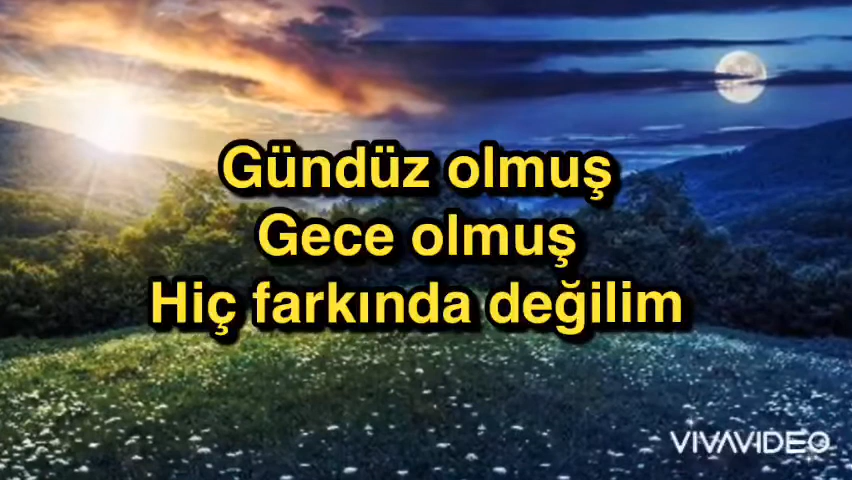 Gündüz olmuş
Gece olmuş
Hiç farkında değilim
VIVAVIDEO